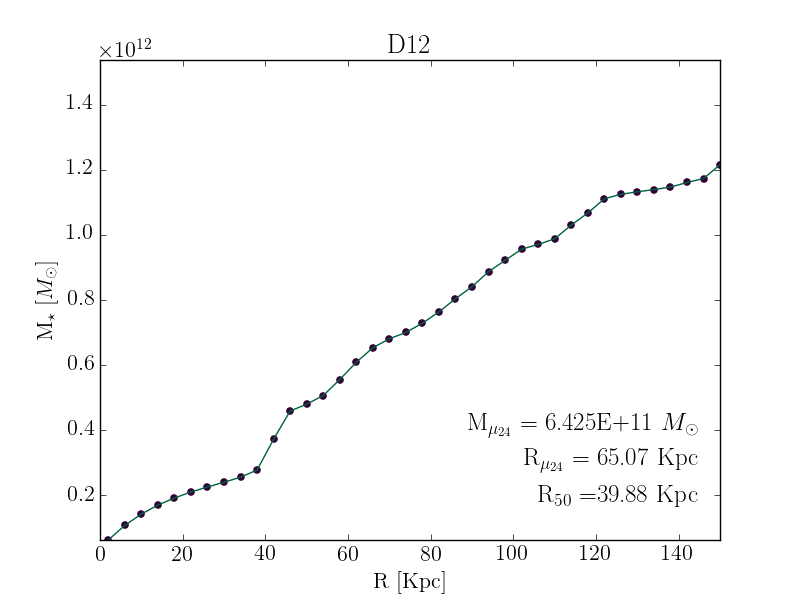 D12
×10¹²
1.4
1.2
1.0
0.8
0.6
0.4
0.2
M⋆ [M⊙]
M_μ₂₄ = 6.425E+11 M⊙
R_μ₂₄ = 65.07 Kpc
R₅₀ =39.88 Kpc
0 20 40 60 80 100 120 140
R [Kpc]